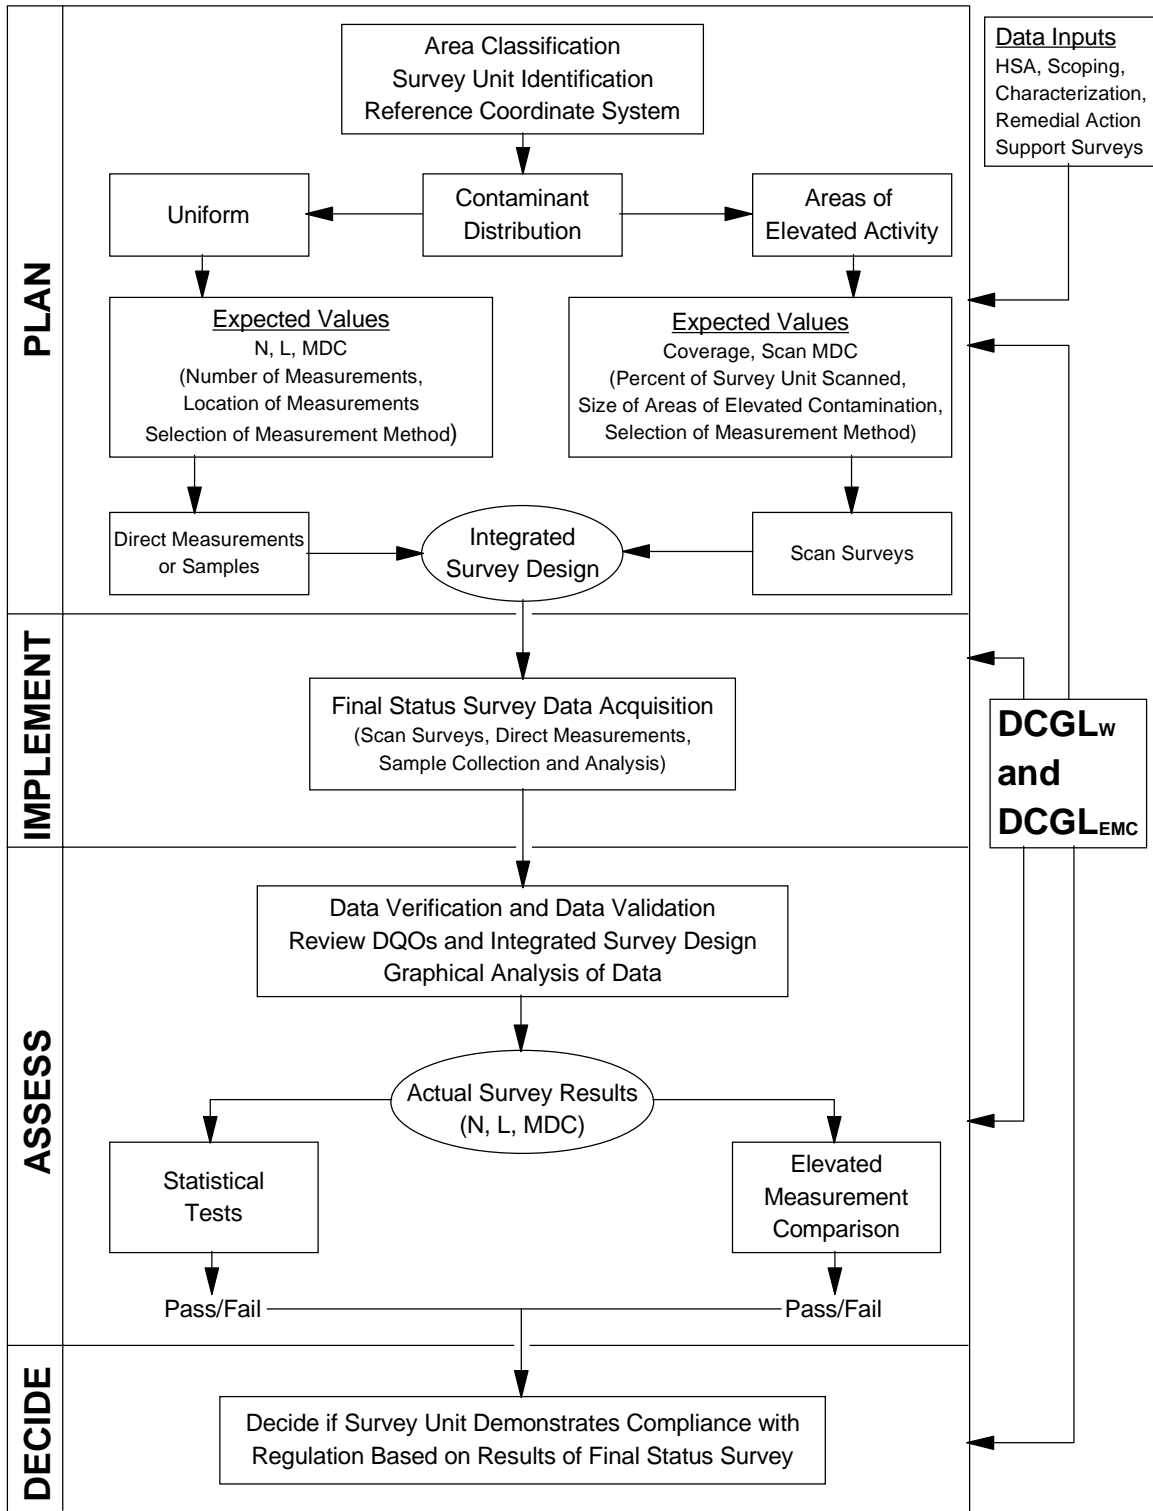 PLAN
Area Classification
Survey Unit Identification
Reference Coordinate System
Data Inputs
HSA, Scoping,
Characterization,
Remedial Action
Support Surveys
Uniform
Contaminant
Distribution
Areas of
Elevated Activity
Expected Values
N, L, MDC
(Number of Measurements,
Location of Measurements
Selection of Measurement Method)
Expected Values
Coverage, Scan MDC
(Percent of Survey Unit Scanned,
Size of Areas of Elevated Contamination,
Selection of Measurement Method)
Direct Measurements
or Samples
Integrated
Survey Design
Scan Surveys
IMPLEMENT
Final Status Survey Data Acquisition
(Scan Surveys, Direct Measurements,
Sample Collection and Analysis)
DCGLW
and
DCGLEMC
ASSESS
Data Verification and Data Validation
Review DQOs and Integrated Survey Design
Graphical Analysis of Data
Actual Survey Results
(N, L, MDC)
Statistical
Tests
Elevated
Measurement
Comparison
Pass/Fail
Pass/Fail
DECIDE
Decide if Survey Unit Demonstrates Compliance with
Regulation Based on Results of Final Status Survey